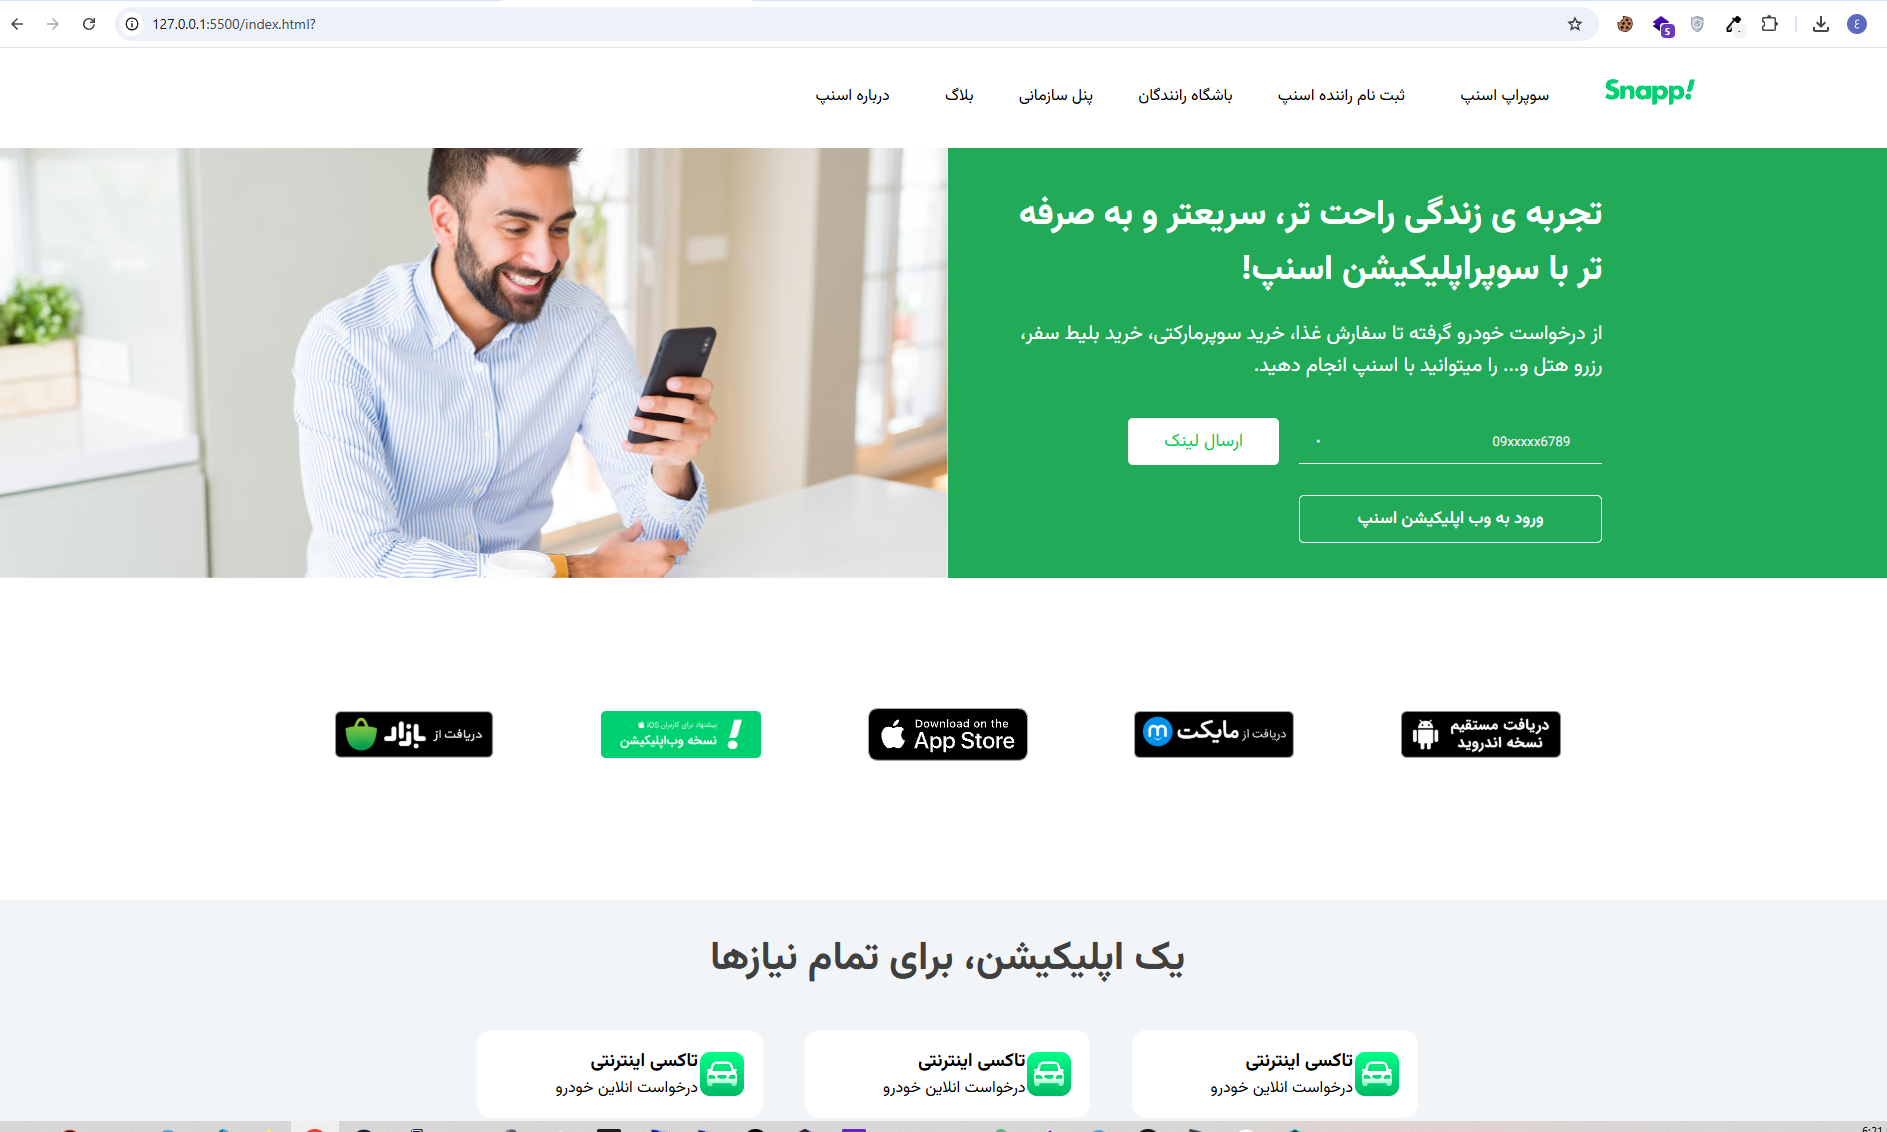 127.0.0.1:5500/index.html?
5
ع
Snapp!
سوپراپ اسنپ
ثبت نام راننده اسنپ
باشگاه رانندگان
پنل سازمانی
بلاگ
درباره اسنپ
تجربه ی زندگی راحت تر، سریعتر و به صرفه
تر با سوپراپلیکیشن اسنپ!
از درخواست خودرو گرفته تا سفارش غذا، خرید سوپرمارکتی، خرید بلیط سفر،
رزرو هتل و... را میتوانید با اسنپ انجام دهید.
09xxxxx6789
ارسال لینک
ورود به وب اپلیکیشن اسنپ
دریافت مستقیم
نسخه اندروید
دریافت از مایکت
Download on the
App Store
پیشنهاد برای کاربران iOS
نسخه وب‌اپلیکیشن
دریافت از بازار
یک اپلیکیشن، برای تمام نیازها
تاکسی اینترنتی
درخواست انلاین خودرو
تاکسی اینترنتی
درخواست انلاین خودرو
تاکسی اینترنتی
درخواست انلاین خودرو